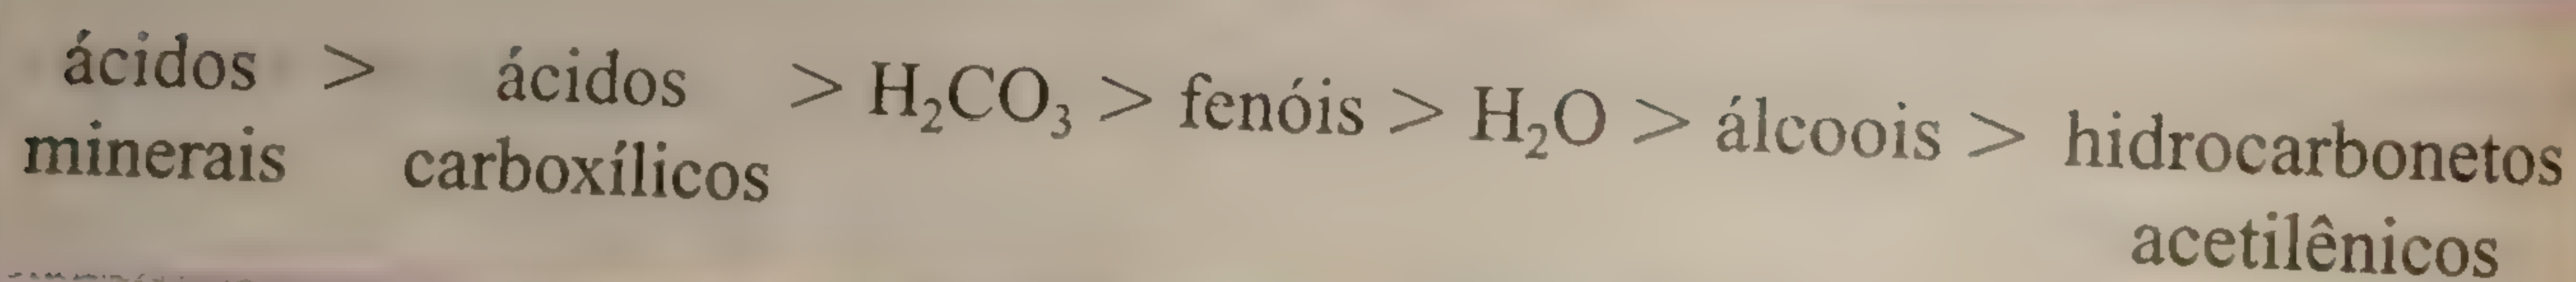 ácidos > ácidos > H₂CO₃ > fenóis > H₂O > álcoois > hidrocarbonetos
minerais carboxílicos acetilênicos